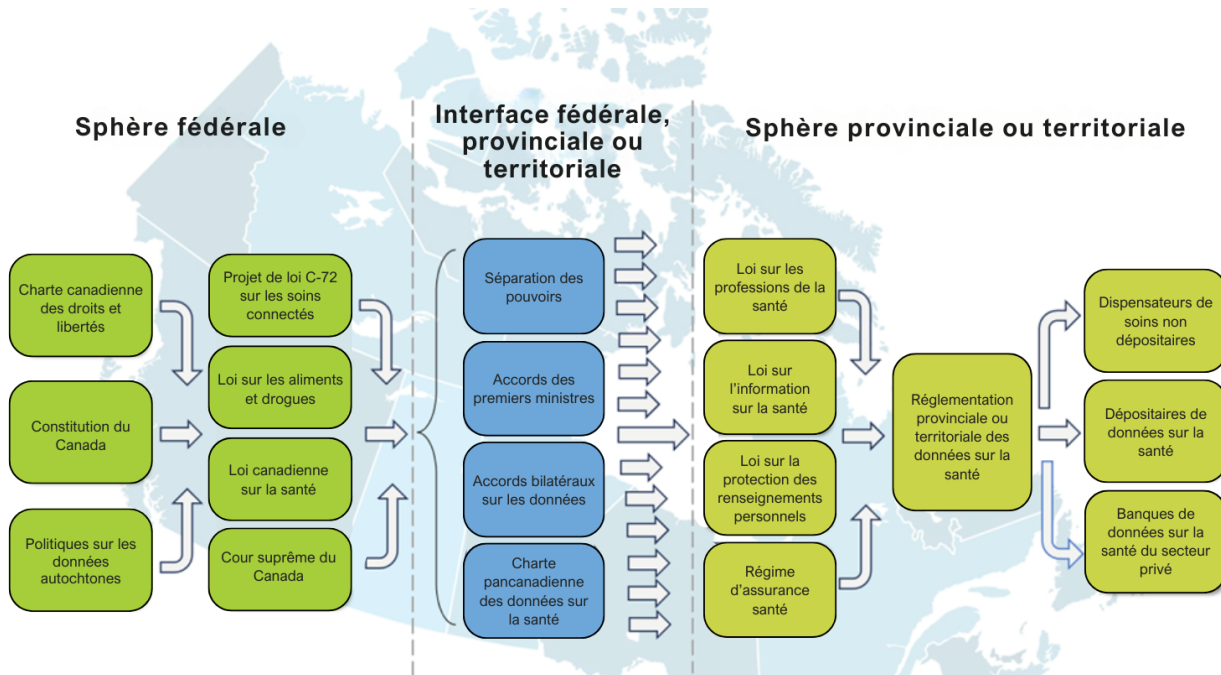 Sphère fédérale
Charte canadienne
des droits et
libertés
Constitution du
Canada
Politiques sur les
données
autochtones
Projet de loi C-72
sur les soins
connectés
Loi sur les aliments
et drogues
Loi canadienne
sur la santé
Cour suprême du
Canada
Interface fédérale,
provinciale ou
territoriale
Séparation des
pouvoirs
Accords des
premiers ministres
Accords bilatéraux
sur les données
Charte
pancanadienne
des données sur
la santé
Sphère provinciale ou territoriale
Loi sur les
professions de la
santé
Loi sur
l’information
sur la santé
Loi sur la
protection des
renseignements
personnels
Régime
d’assurance
santé
Réglementation
provinciale ou
territoriale des
données sur la
santé
Dispensateurs de
soins non
dépositaires
Dépositaires de
données sur la
santé
Banques de
données sur la
santé du secteur
privé